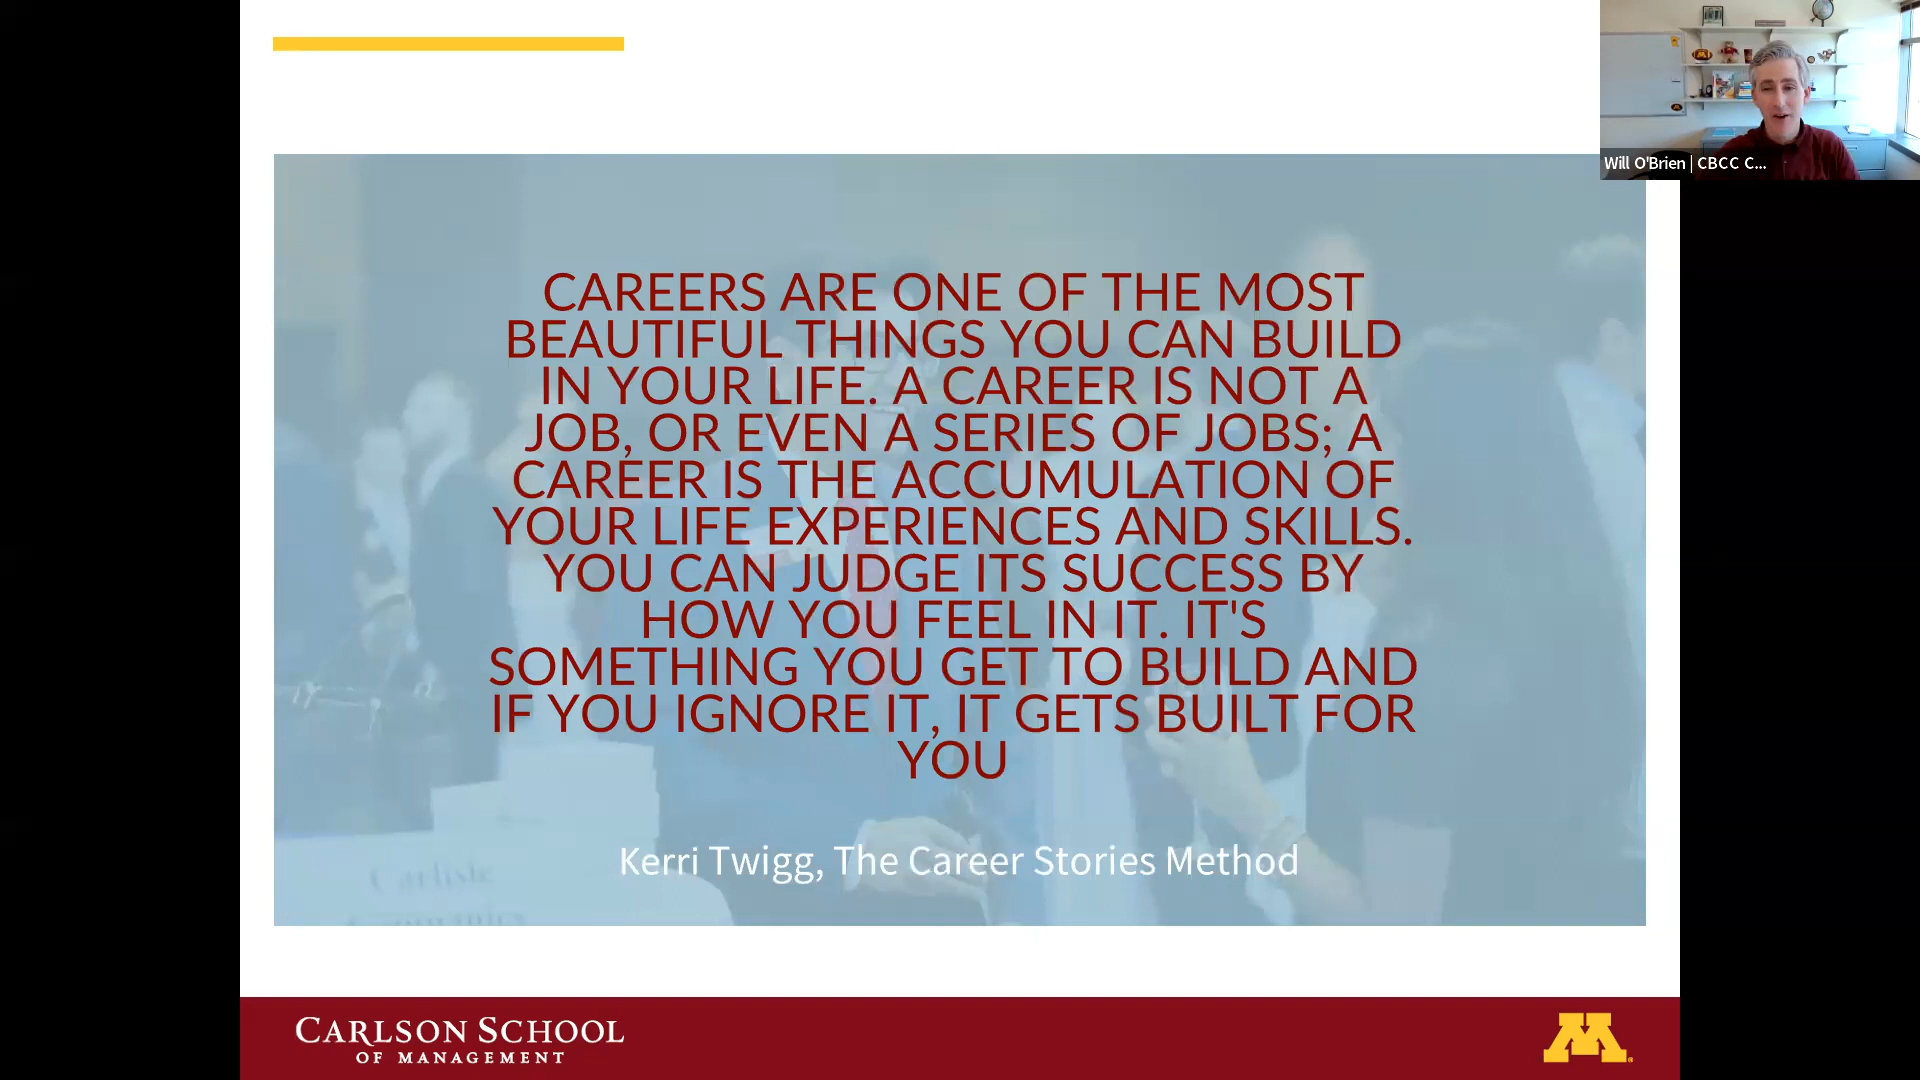 Will O'Brien | CBCC C...
CAREERS ARE ONE OF THE MOST
BEAUTIFUL THINGS YOU CAN BUILD
IN YOUR LIFE. A CAREER IS NOT A
JOB, OR EVEN A SERIES OF JOBS; A
CAREER IS THE ACCUMULATION OF
YOUR LIFE EXPERIENCES AND SKILLS.
YOU CAN JUDGE ITS SUCCESS BY
HOW YOU FEEL IN IT. IT'S
SOMETHING YOU GET TO BUILD AND
IF YOU IGNORE IT, IT GETS BUILT FOR
YOU
Kerri Twigg, The Career Stories Method
Carlisle
Companies
CARLSON SCHOOL
OF MANAGEMENT
M